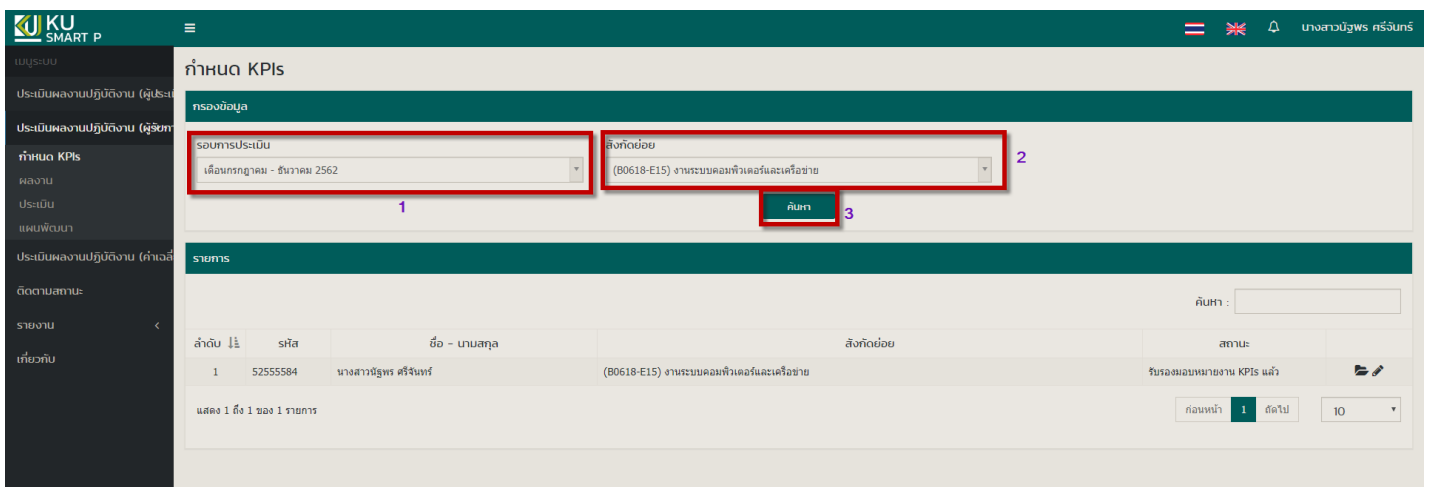 KU
SMART P
นางสาวนัฐพร ศรีจันทร์
เมนูระบบ
ประเมินผลงานปฏิบัติงาน
ประเมินผลงานปฏิบัติงาน
กำหนด KPIs
ผลงาน
ประเมิน
แผนพัฒนา
ประเมินผลงานปฏิบัติงาน
ติดตามสถานะ
รายงาน
เกี่ยวกับ
กำหนด KPIs
กรองข้อมูล
รอบการประเมิน
เดือนกรกฎาคม - ธันวาคม 2562
1
สังกัดย่อย
(B0618-E15) งานระบบคอมพิวเตอร์และเครือข่าย
2
ค้นหา
3
รายการ
ค้นหา :
ลำดับ รหัส ชื่อ - นามสกุล สังกัดย่อย สถานะ
1 52555584 นางสาวนัฐพร ศรีจันทร์ (B0618-E15) งานระบบคอมพิวเตอร์และเครือข่าย รับรองมอบหมายงาน KPIs แล้ว
แสดง 1 ถึง 1 ของ 1 รายการ
ก่อนหน้า 1 ถัดไป 10